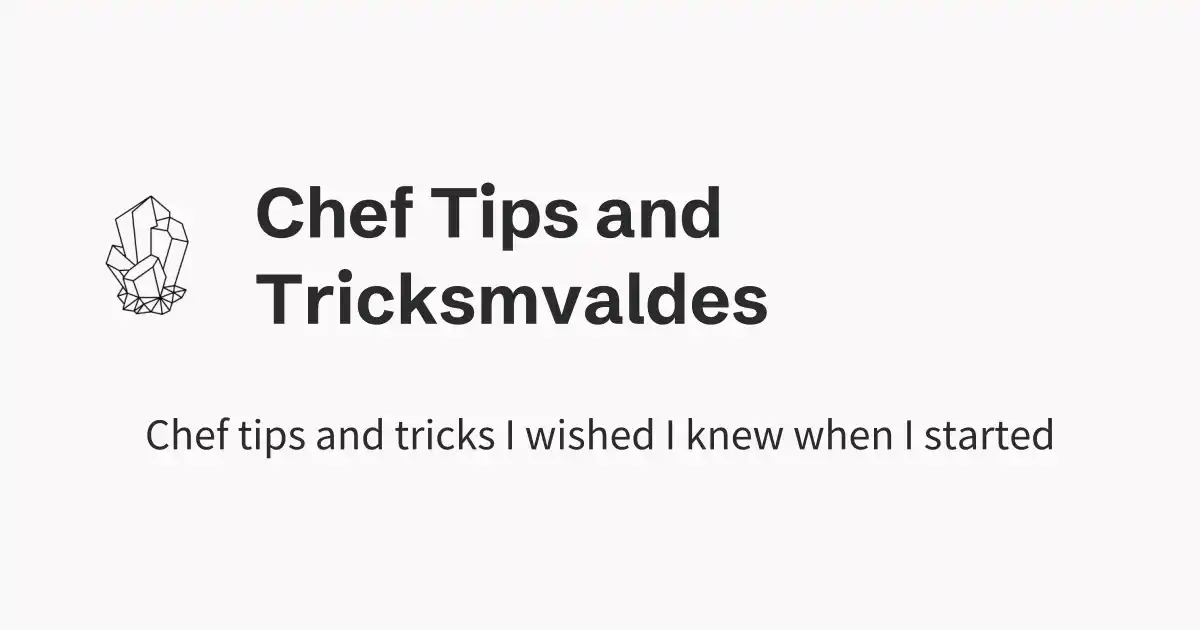 Chef Tips and
Tricksmvaldes
Chef tips and tricks I wished I knew when I started